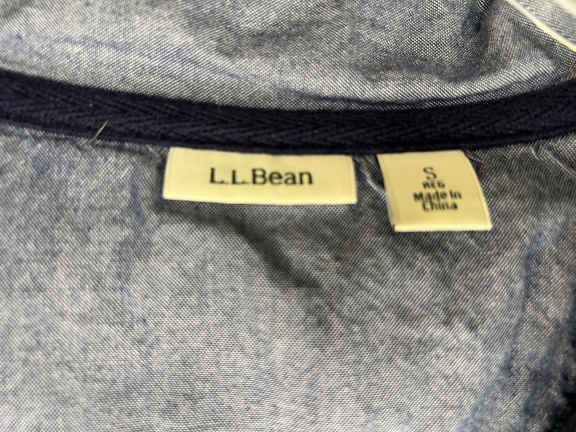 L.L.Bean
S
REG
Made in
China